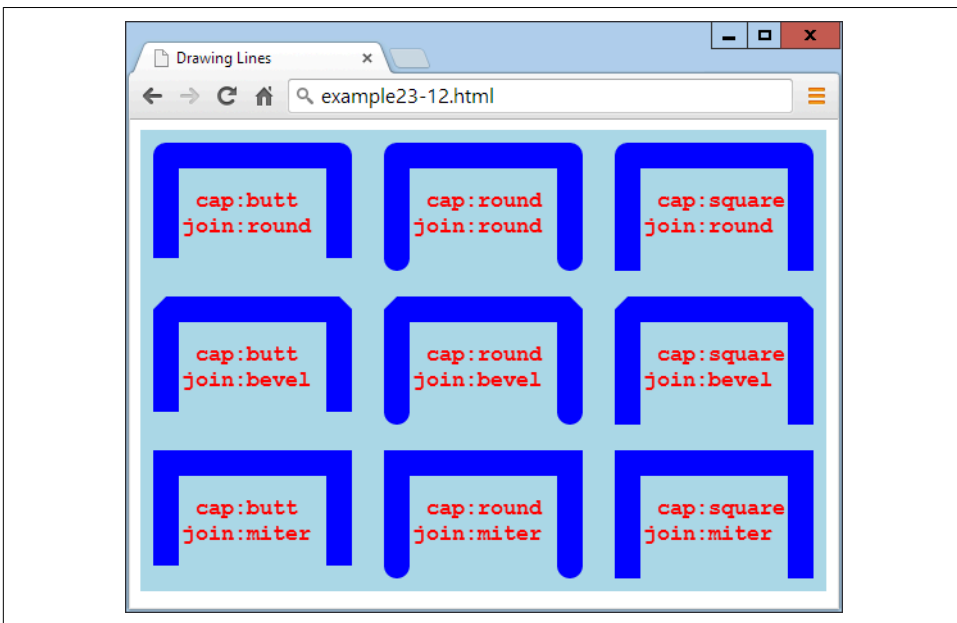 Drawing Lines
example23-12.html
cap:butt
join:round
cap:round
join:round
cap:square
join:round
cap:butt
join:bevel
cap:round
join:bevel
cap:square
join:bevel
cap:butt
join:miter
cap:round
join:miter
cap:square
join:miter